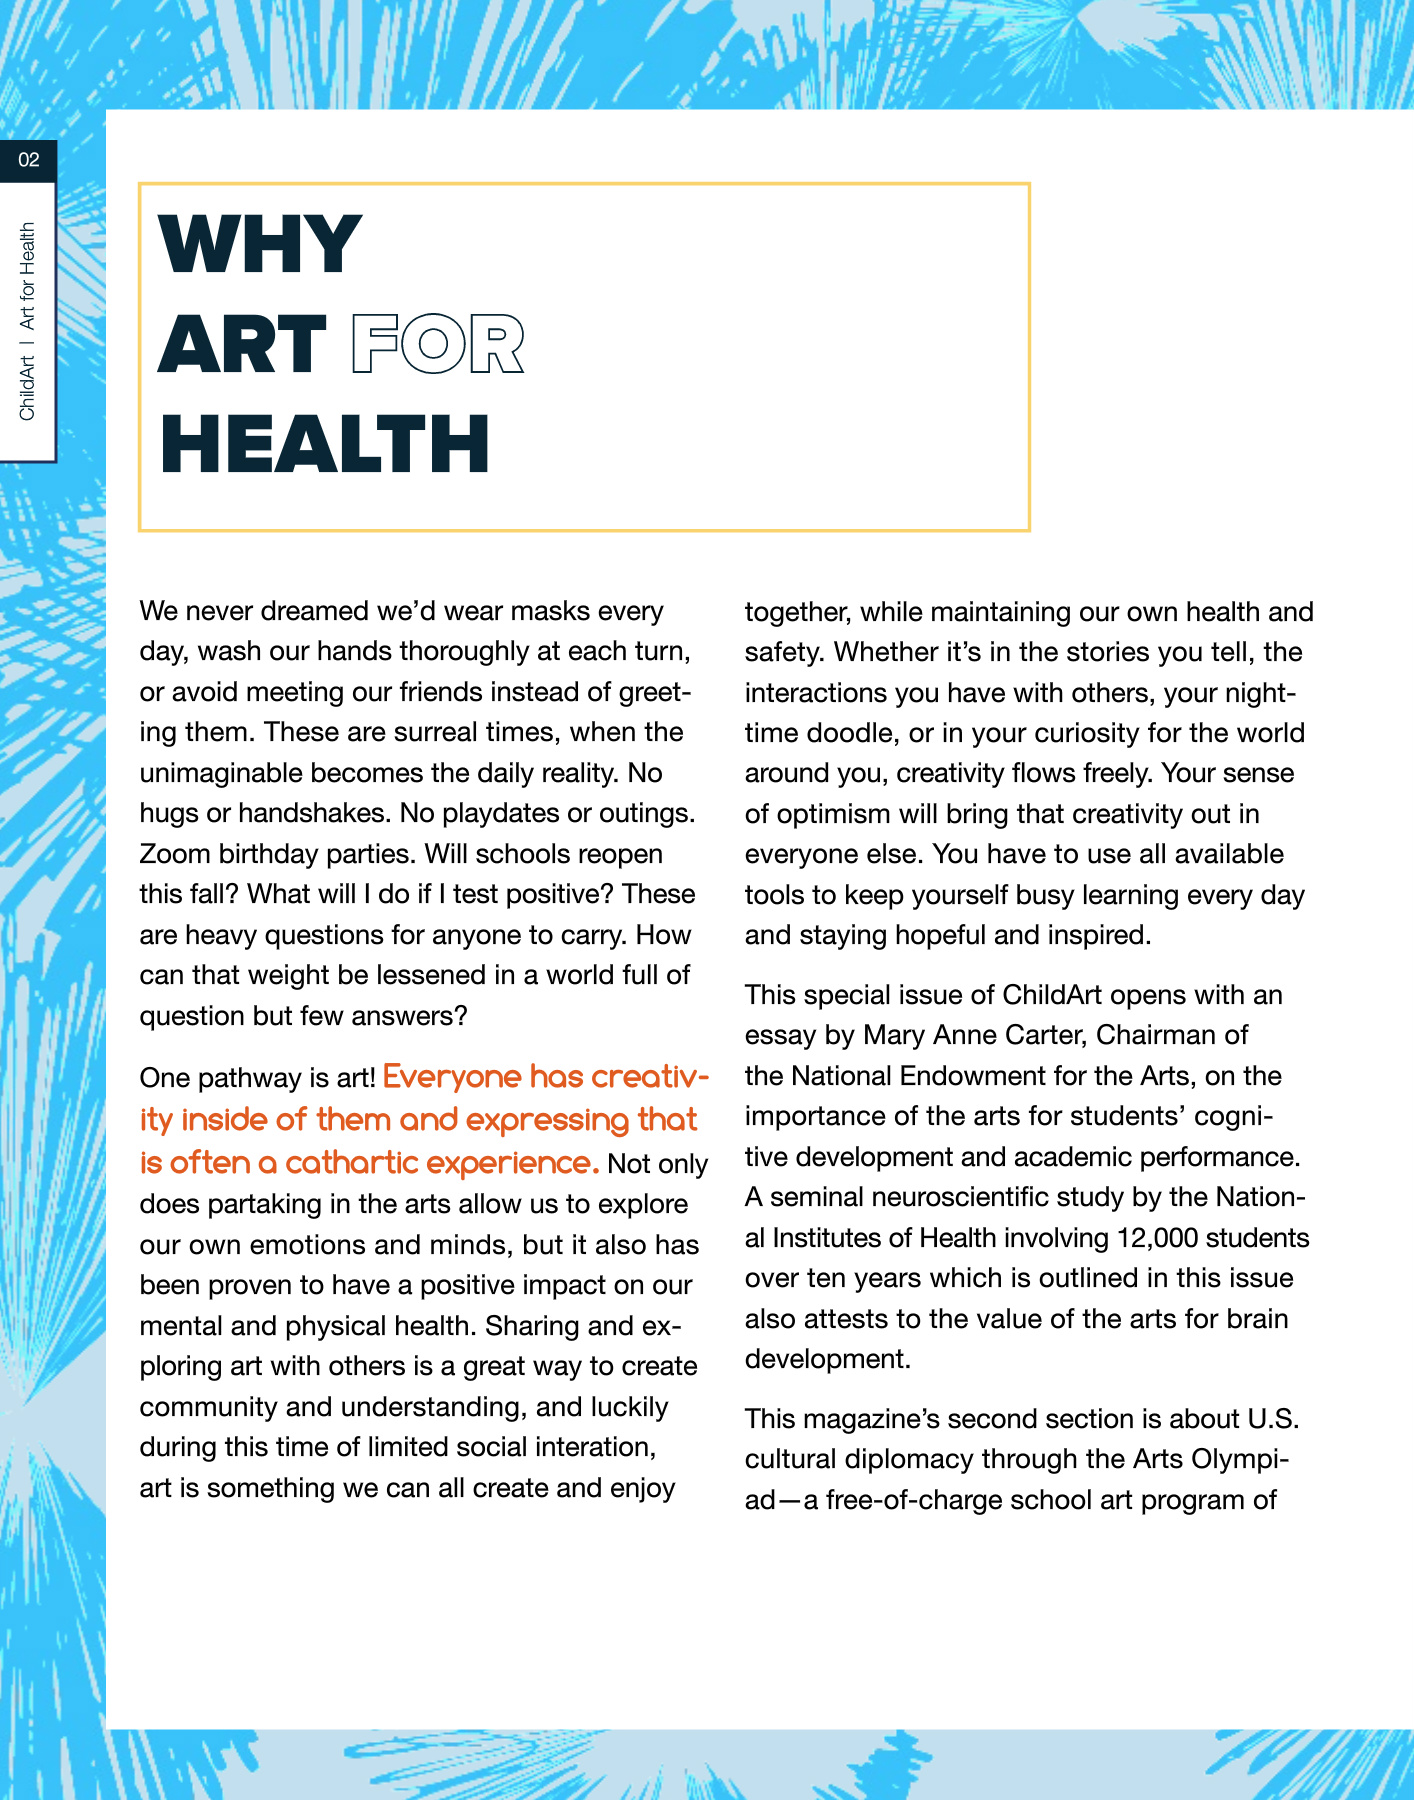 02
ChildArt | Art for Health
WHY
ART FOR
HEALTH
We never dreamed we’d wear masks every
day, wash our hands thoroughly at each turn,
or avoid meeting our friends instead of greet-
ing them. These are surreal times, when the
unimaginable becomes the daily reality. No
hugs or handshakes. No playdates or outings.
Zoom birthday parties. Will schools reopen
this fall? What will I do if I test positive? These
are heavy questions for anyone to carry. How
can that weight be lessened in a world full of
question but few answers?
One pathway is art! Everyone has creativ-
ity inside of them and expressing that
is often a cathartic experience. Not only
does partaking in the arts allow us to explore
our own emotions and minds, but it also has
been proven to have a positive impact on our
mental and physical health. Sharing and ex-
ploring art with others is a great way to create
community and understanding, and luckily
during this time of limited social interation,
art is something we can all create and enjoy
together, while maintaining our own health and
safety. Whether it’s in the stories you tell, the
interactions you have with others, your night-
time doodle, or in your curiosity for the world
around you, creativity flows freely. Your sense
of optimism will bring that creativity out in
everyone else. You have to use all available
tools to keep yourself busy learning every day
and staying hopeful and inspired.
This special issue of ChildArt opens with an
essay by Mary Anne Carter, Chairman of
the National Endowment for the Arts, on the
importance of the arts for students’ cogni-
tive development and academic performance.
A seminal neuroscientific study by the Nation-
al Institutes of Health involving 12,000 students
over ten years which is outlined in this issue
also attests to the value of the arts for brain
development.
This magazine’s second section is about U.S.
cultural diplomacy through the Arts Olympi-
ad—a free-of-charge school art program of